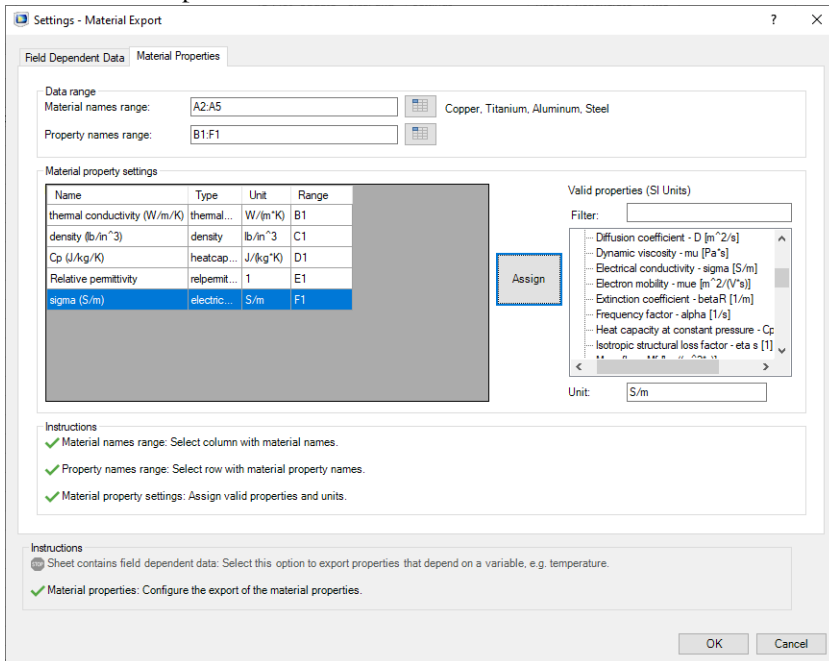 Settings - Material Export
?
X
Field Dependent Data
Material Properties
Data range
Material names range:
A2:A5
Copper, Titanium, Aluminum, Steel
Property names range:
B1:F1
Material property settings
Name Type Unit Range
thermal conductivity (W/m/K) thermal... W/(m*K) B1
density (lb/in^3) density lb/in^3 C1
Cp (J/kg/K) heatcap... J/(kg*K) D1
Relative permittivity relpermit... 1 E1
sigma (S/m) electric... S/m F1
Assign
Valid properties (SI Units)
Filter:
Diffusion coefficient - D [m^2/s]
Dynamic viscosity - mu [Pa*s]
Electrical conductivity - sigma [S/m]
Electron mobility - mue [m^2/(V*s)]
Extinction coefficient - betaR [1/m]
Frequency factor - alpha [1/s]
Heat capacity at constant pressure - Cp
Isotropic structural loss factor - eta s [1]
Unit:
S/m
Instructions
Material names range: Select column with material names.
Property names range: Select row with material property names.
Material property settings: Assign valid properties and units.
Instructions
STOP Sheet contains field dependent data: Select this option to export properties that depend on a variable, e.g. temperature.
Material properties: Configure the export of the material properties.
OK
Cancel